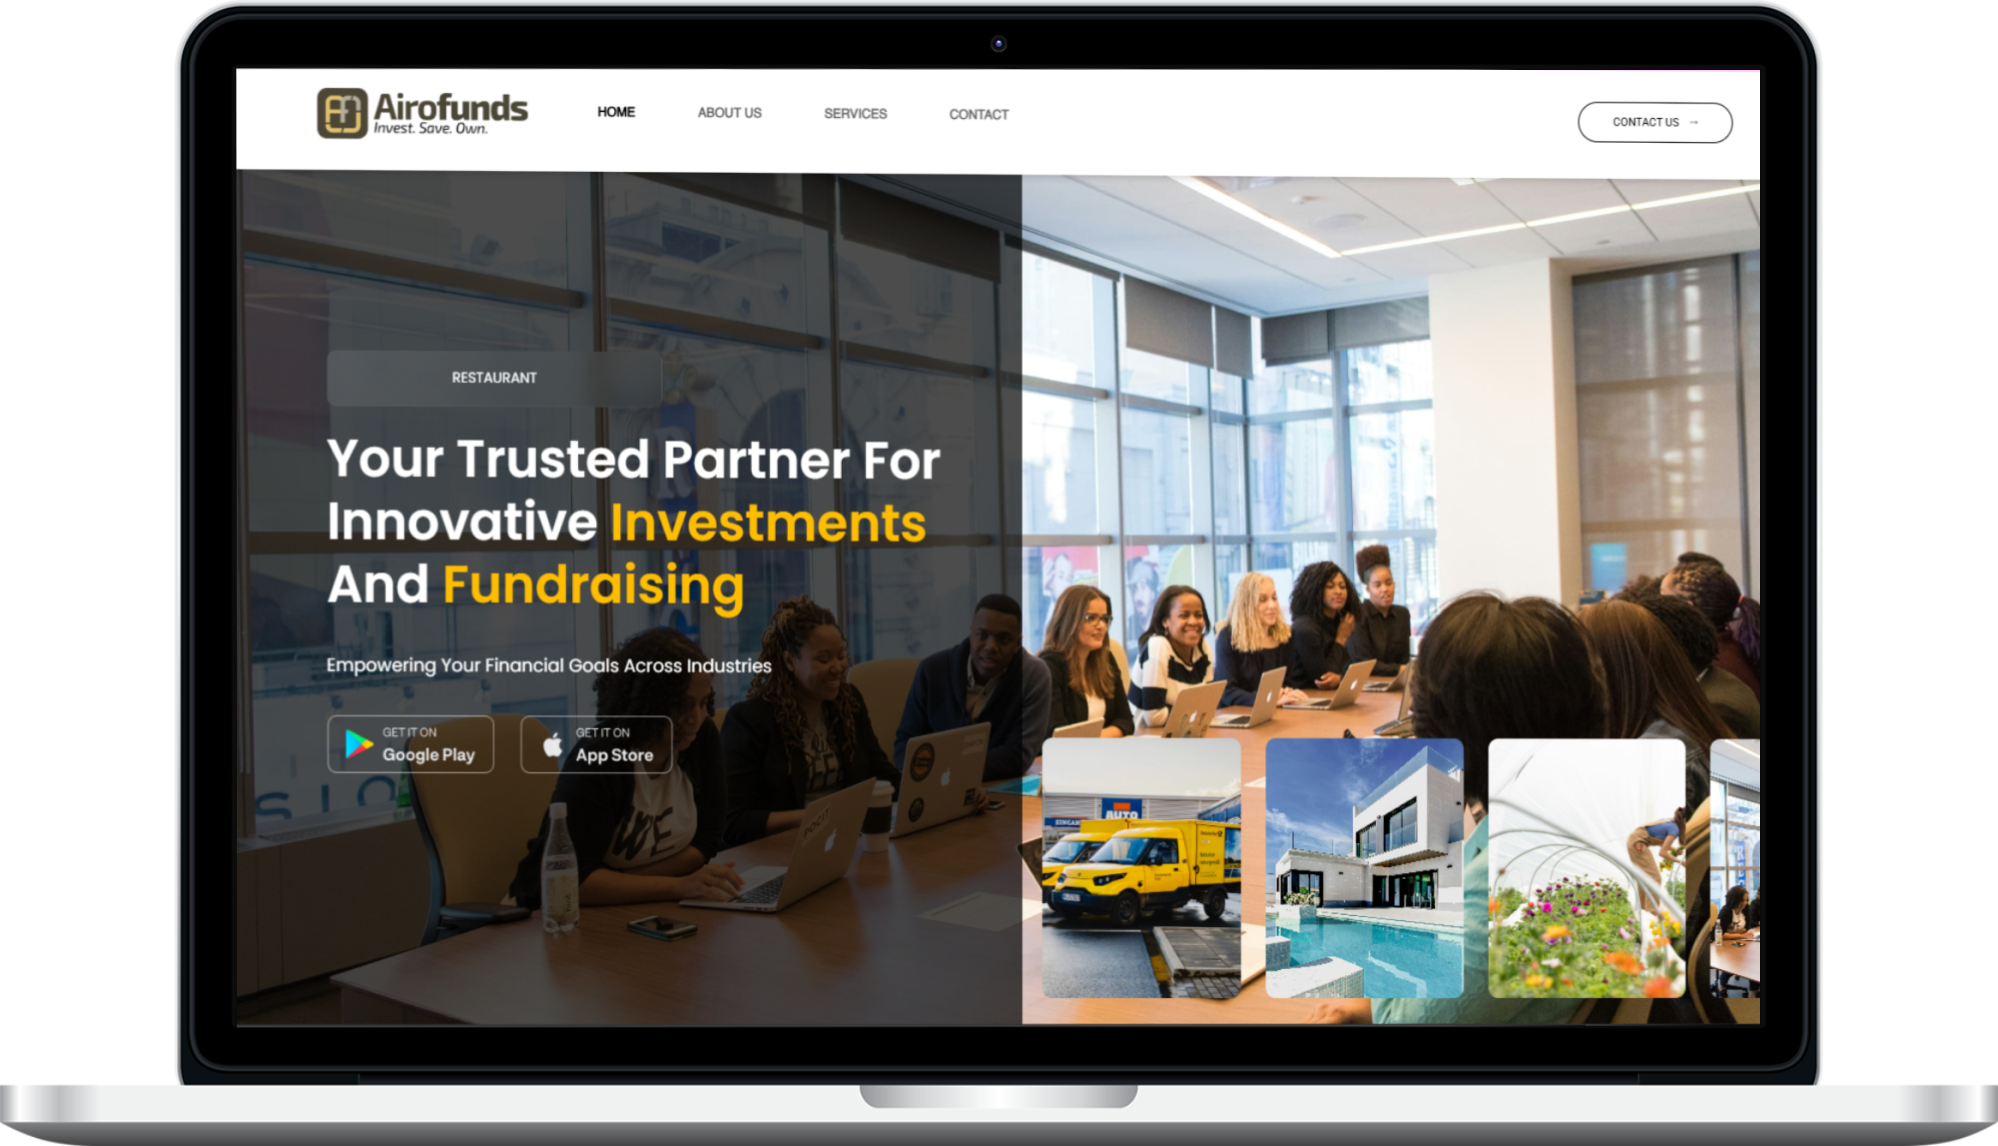 Airofunds
Invest. Save. Own.
HOME
ABOUT US
SERVICES
CONTACT
CONTACT US →
RESTAURANT
Your Trusted Partner For
Innovative Investments
And Fundraising
Empowering Your Financial Goals Across Industries
GET IT ON
Google Play
GET IT ON
App Store
AUTO